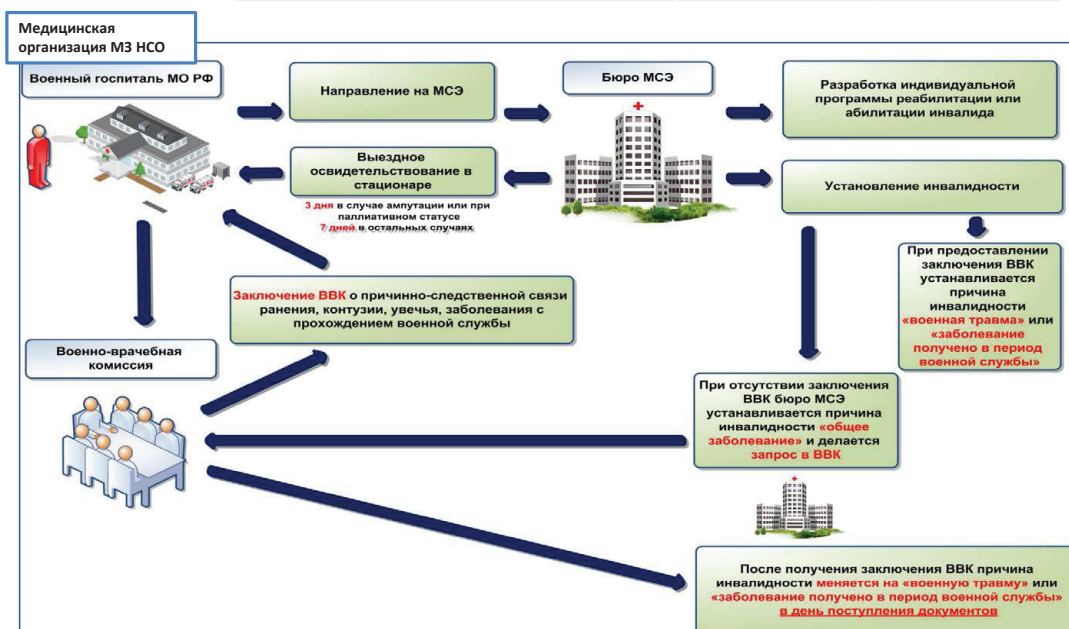 Медицинская
организация МЗ НСО
Военный госпиталь МО РФ
Направление на МСЭ
Бюро МСЭ
Разработка индивидуальной
программы реабилитации или
абилитации инвалида
Выездное
освидетельствование в
стационаре
3 дня в случае ампутации или при
паллиативном статусе
7 дней в остальных случаях
Установление инвалидности
При предоставлении
заключения ВВК
устанавливается
причина
инвалидности
«военная травма» или
«заболевание
получено в период
военной службы»
Заключение ВВК о причинно-следственной связи
ранения, контузии, увечья, заболевания с
прохождением военной службы
Военно-врачебная
комиссия
При отсутствии заключения
ВВК бюро МСЭ
устанавливается причина
инвалидности «общее
заболевание» и делается
запрос в ВВК
После получения заключения ВВК причина
инвалидности меняется на «военную травму» или
«заболевание получено в период военной службы»
в день поступления документов